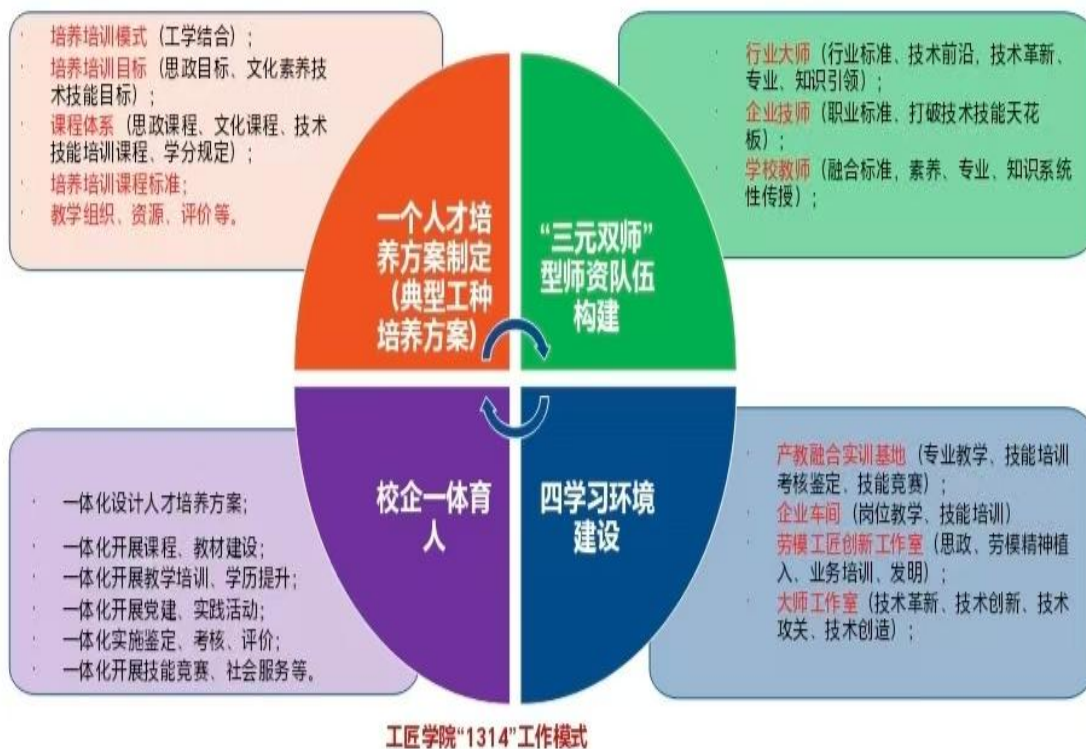 培养培训模式（工学结合）；
培养培训目标（思政目标、文化素养技
术技能目标）；
课程体系（思政课程、文化课程、技术
技能培训课程、学分规定）；
培养培训课程标准；
教学组织、资源、评价等。
行业大师（行业标准、技术前沿，技术革新、
专业、知识引领）；
企业技师（职业标准、打破技术技能天花
板）；
学校教师（融合标准，素养、专业、知识系统
性传授）；
一个人才培
养方案制定
（典型工种
培养方案）
“三元双师”
型师资队伍
构建
校企一体育
人
四学习环境
建设
一体化设计人才培养方案；
一体化开展课程、教材建设；
一体化开展教学培训、学历提升；
一体化开展党建、实践活动；
一体化实施鉴定、考核、评价；
一体化开展技能竞赛、社会服务等。
产教融合实训基地（专业教学、技能培训
考核鉴定、技能竞赛）；
企业车间（岗位教学、技能培训）
劳模工匠创新工作室（思政、劳模精神植
入、业务培训、发明）；
大师工作室（技术革新、技术创新、技术
攻关、技术创造）；
工匠学院“1314”工作模式